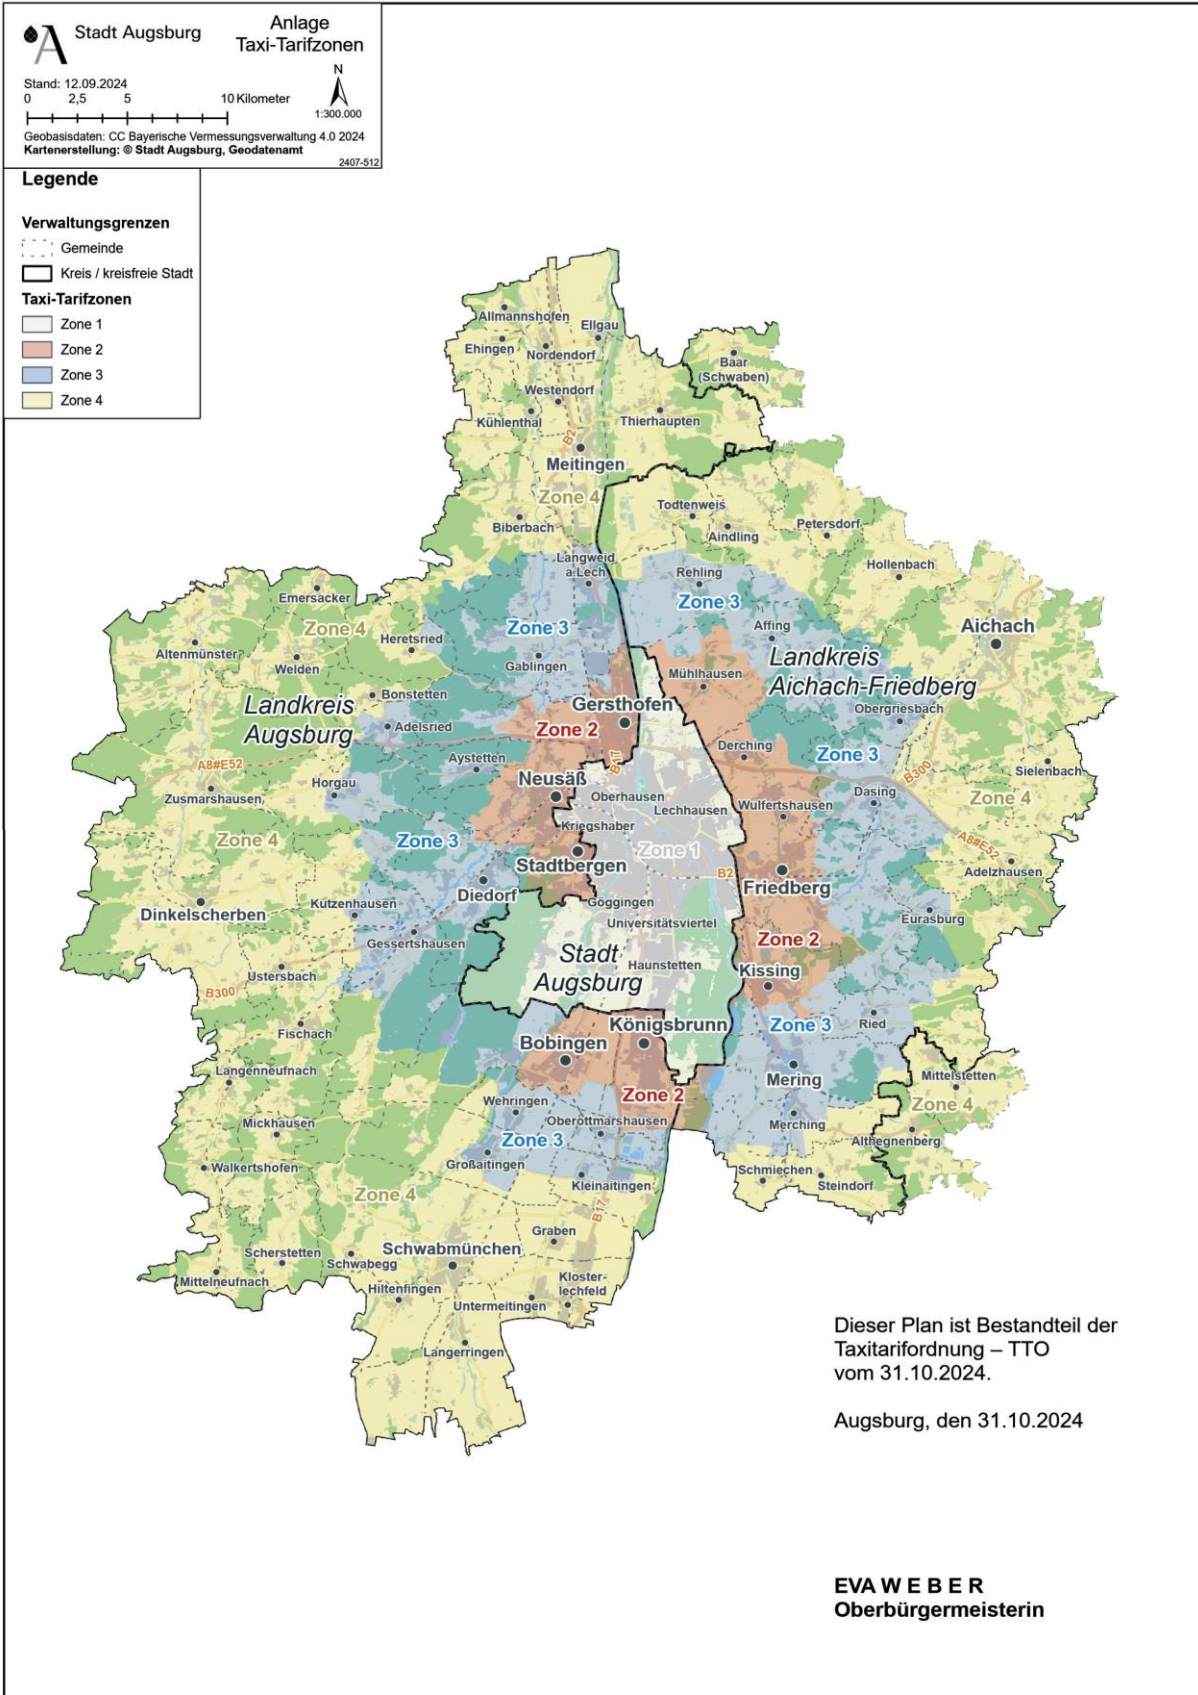 Stadt Augsburg
Anlage
Taxi-Tarifzonen
Stand: 12.09.2024
N
0 2,5 5 10 Kilometer
1:300.000
Geobasisdaten: CC Bayerische Vermessungsverwaltung 4.0 2024
Kartenerstellung: © Stadt Augsburg, Geodatenamt
2407-512
Legende
Verwaltungsgrenzen
Gemeinde
Kreis / kreisfreie Stadt
Taxi-Tarifzonen
Zone 1
Zone 2
Zone 3
Zone 4
Allmannshofen
Ellgau
Ehingen
Nordendorf
Baar
(Schwaben)
Westendorf
Kühlenthal
Thierhaupten
B2
Meitingen
Zone 4
Todtenweis
Biberbach
Aindling
Petersdorf
Langweid
a.Lech
Rehling
Hollenbach
Emersacker
Zone 4
Zone 3
Zone 3
Affing
Aichach
Altenmünster
Heretsried
Welden
Gablingen
Mühlhausen
Landkreis
Aichach-Friedberg
Bonstetten
Landkreis
Augsburg
Gersthofen
Obergriesbach
Adelsried
Zone 2
Derching
Zone 3
A8#E52
Aystetten
B17
B300
Sielenbach
Neusäß
Zusmarshausen
Horgau
Oberhausen
Lechhausen
Wulfertshausen
Dasing
Zone 4
Kriegshaber
Zone 4
Zone 3
Zone 1
A8#E52
Stadtbergen
B2
Friedberg
Adelzhausen
Diedorf
Göggingen
Dinkelscherben
Kutzenhausen
Universitätsviertel
Eurasburg
Gessertshausen
Stadt
Augsburg
Zone 2
Haunstetten
Kissing
Ustersbach
B300
Fischach
Königsbrunn
Zone 3
Ried
Bobingen
Langenneufnach
Mering
Mittelstetten
Wehringen
Zone 2
Zone 4
Mickhausen
Oberottmarshausen
Merching
Zone 3
Althegnenberg
Walkertshofen
Großaitingen
Schmiechen
Steindorf
Zone 4
Kleinaitingen
B17
Graben
Scherstetten
Schwabmünchen
Schwabegg
Mittelneufnach
Hiltenfingen
Kloster-
lechfeld
Untermeitingen
Langerringen
Dieser Plan ist Bestandteil der
Taxitarifordnung – TTO
vom 31.10.2024.
Augsburg, den 31.10.2024
EVA W E B E R
Oberbürgermeisterin